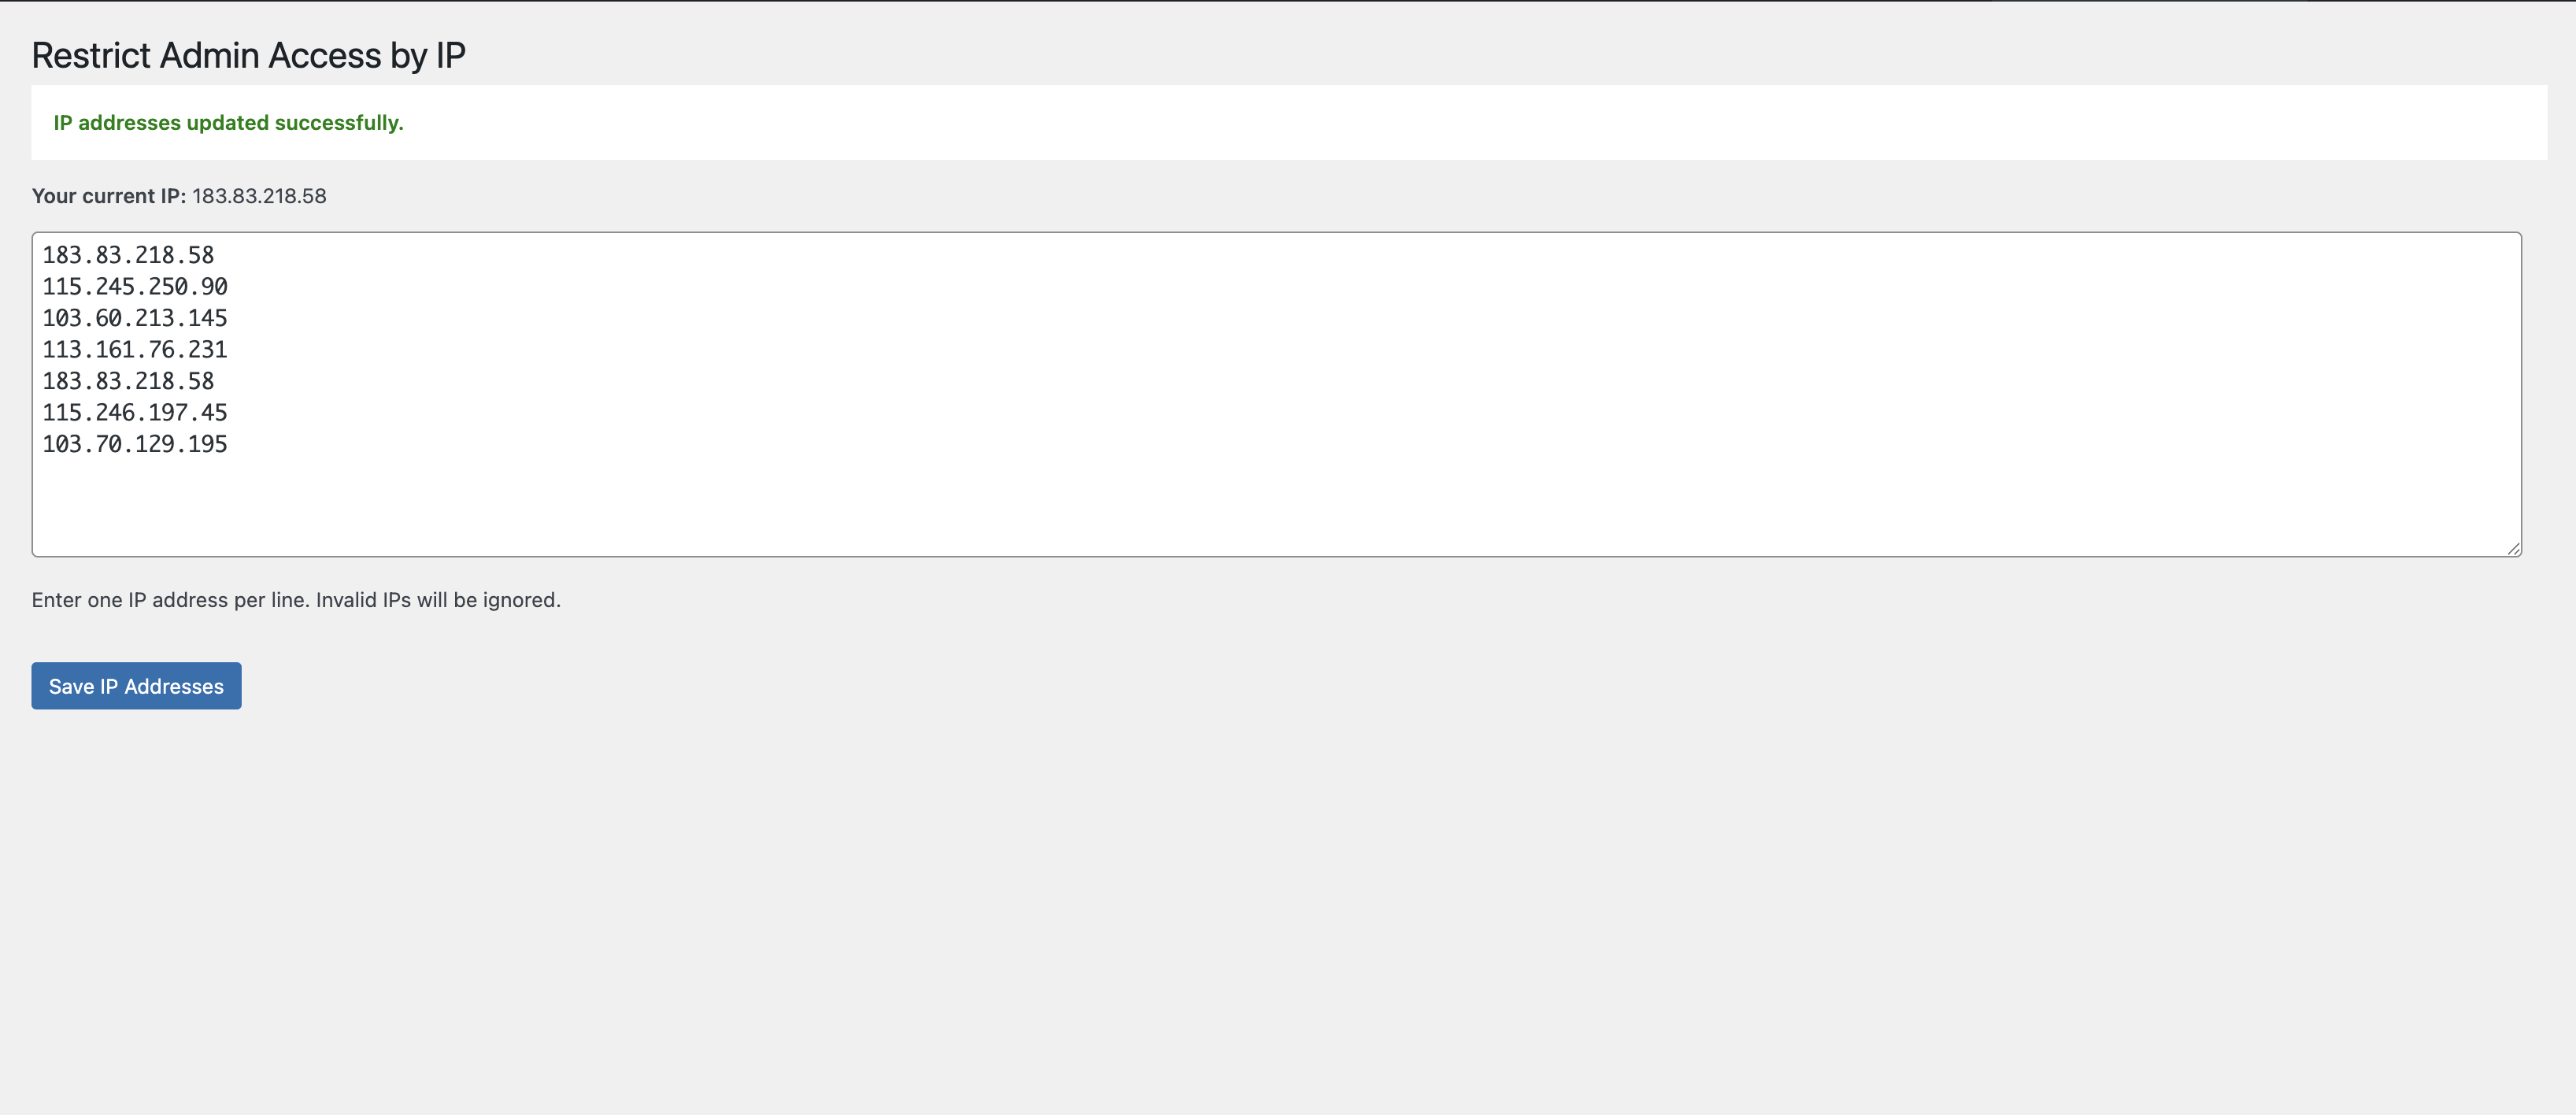 Restrict Admin Access by IP
IP addresses updated successfully.
Your current IP: 183.83.218.58
183.83.218.58
115.245.250.90
103.60.213.145
113.161.76.231
183.83.218.58
115.246.197.45
103.70.129.195
Enter one IP address per line. Invalid IPs will be ignored.
Save IP Addresses